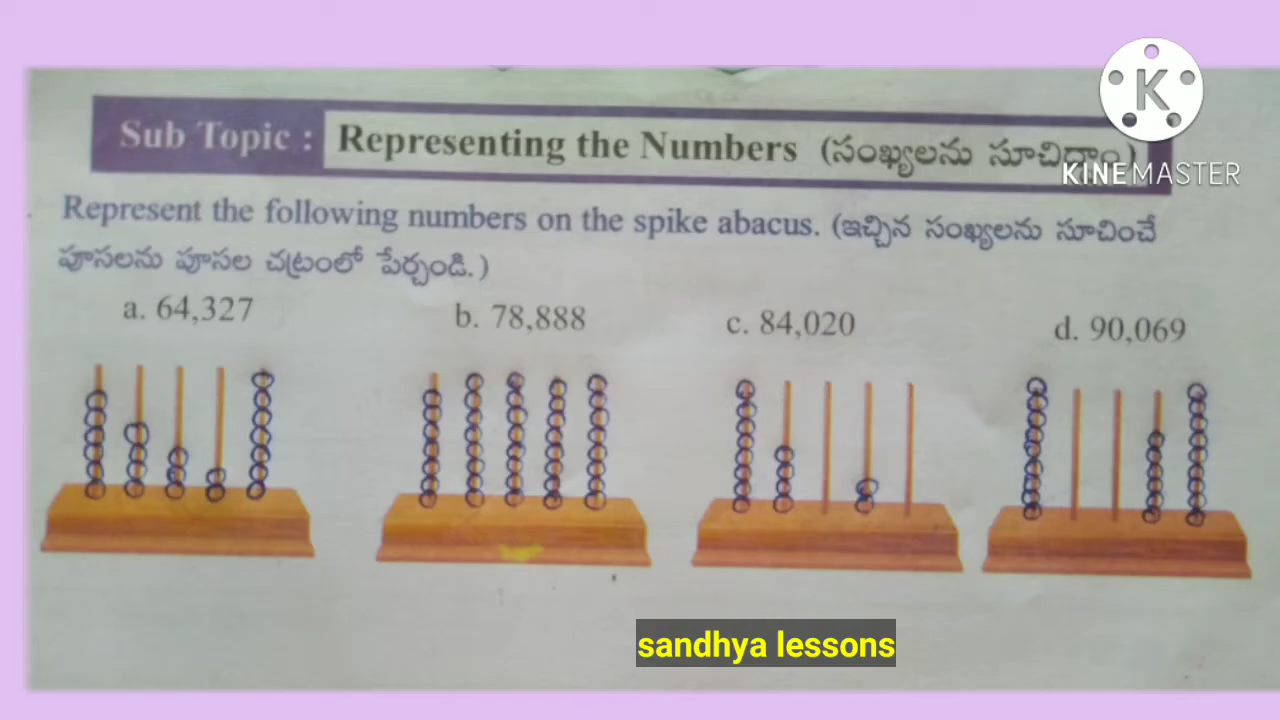 K
KINEMASTER
Sub Topic : Representing the Numbers (సంఖ్యలను సూచిద్దాం)
Represent the following numbers on the spike abacus. (ఇచ్చిన సంఖ్యలను సూచించే
పూసలను పూసల చట్రంలో పేర్చండి.)
a. 64,327 b. 78,888 c. 84,020 d. 90,069
sandhya lessons